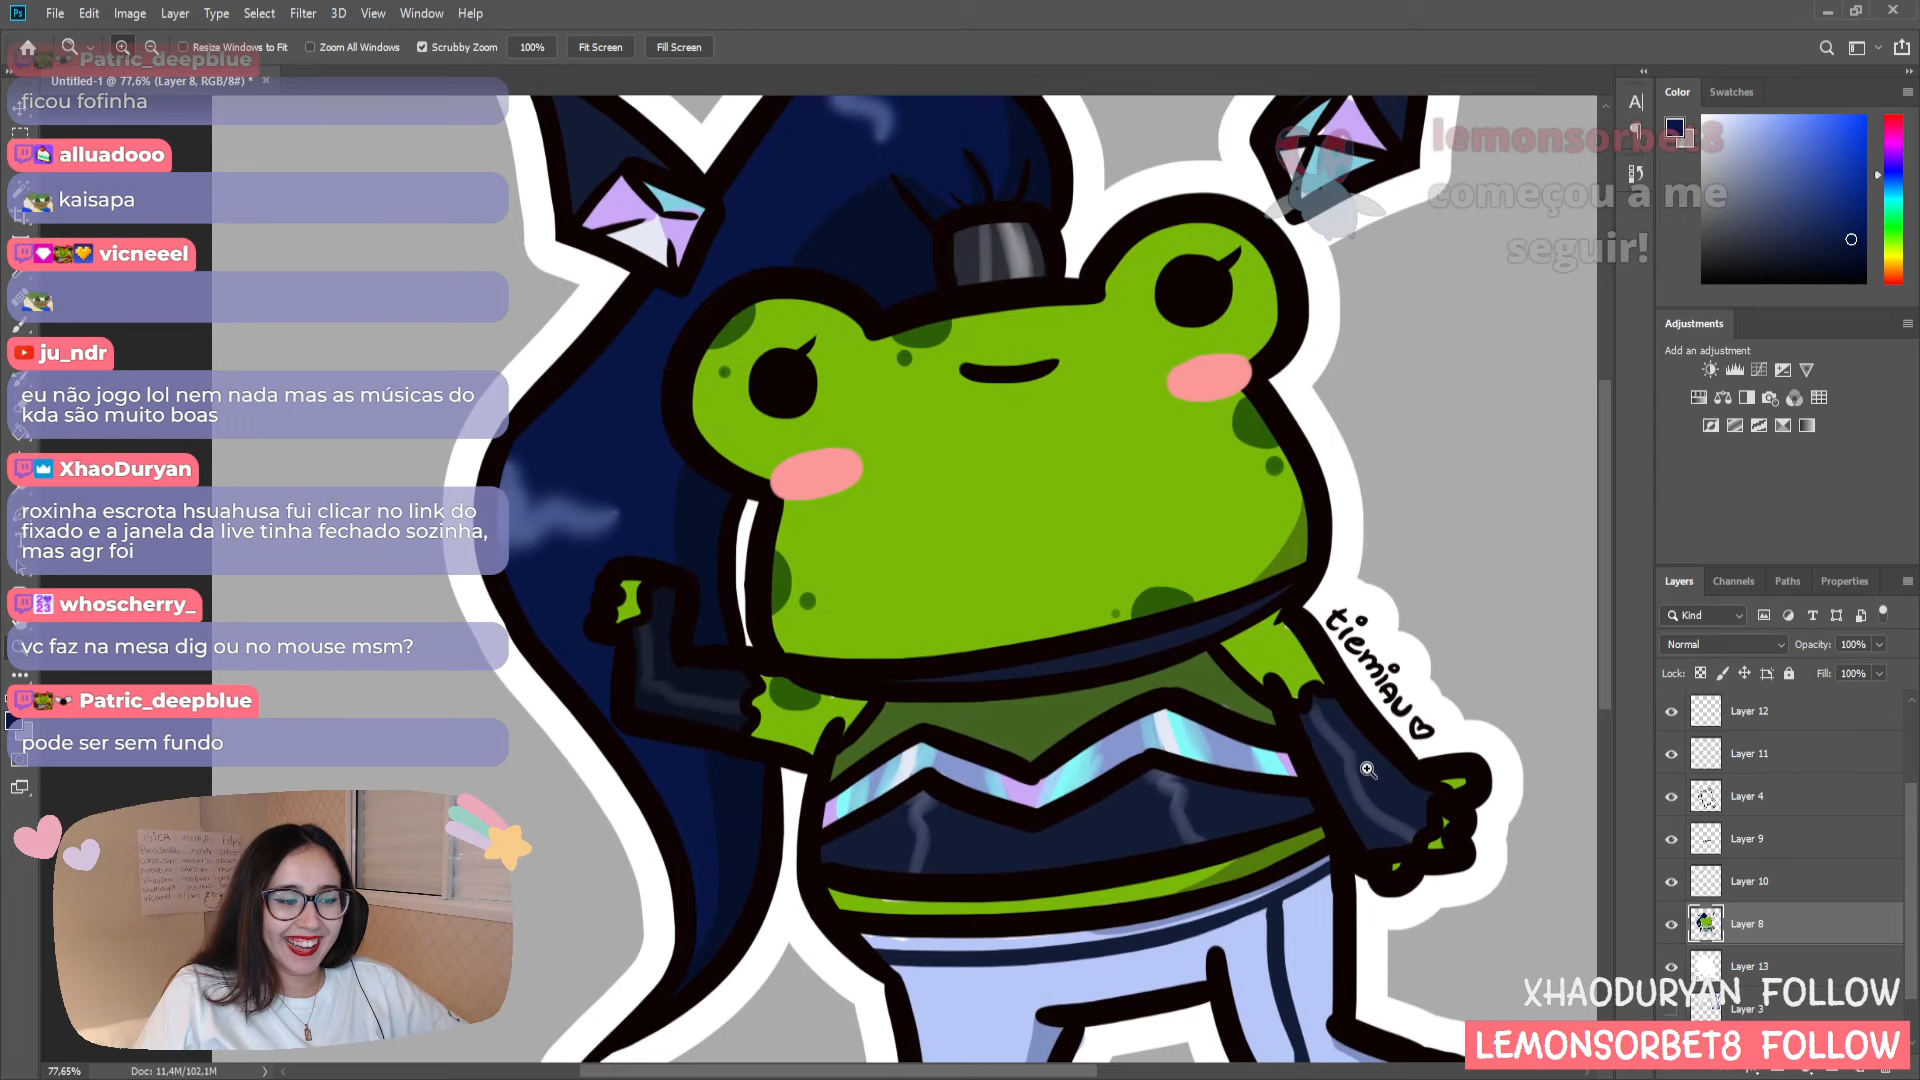 Ps File Edit Image Layer Type Select Filter 3D View Window Help
Resize Windows to Fit Zoom All Windows Scrubby Zoom 100% Fit Screen Fill Screen
Untitled-1 @ 77,6% (Layer 8, RGB/8#) * ×
Patric_deepblue
ficou fofinha
alluadooo
kaisapa
vicneeel
ju_ndr
eu não jogo lol nem nada mas as músicas do
kda são muito boas
XhaoDuryan
roxinha escrota hsuahusa fui clicar no link do
fixado e a janela da live tinha fechado sozinha,
mas agr foi
whoscherry_
vc faz na mesa dig ou no mouse msm?
Patric_deepblue
pode ser sem fundo
tiemiau
lemonsorbet8
começou a me
seguir!
Color Swatches
Adjustments
Add an adjustment
Layers Channels Paths Properties
Kind
Normal Opacity: 100%
Lock: Fill: 100%
Layer 12
Layer 11
Layer 4
Layer 9
Layer 10
Layer 8
Layer 13
Layer 3
XHAODURYAN FOLLOW
LEMONSORBET8 FOLLOW
77,65% Doc: 11,4M/102,1M